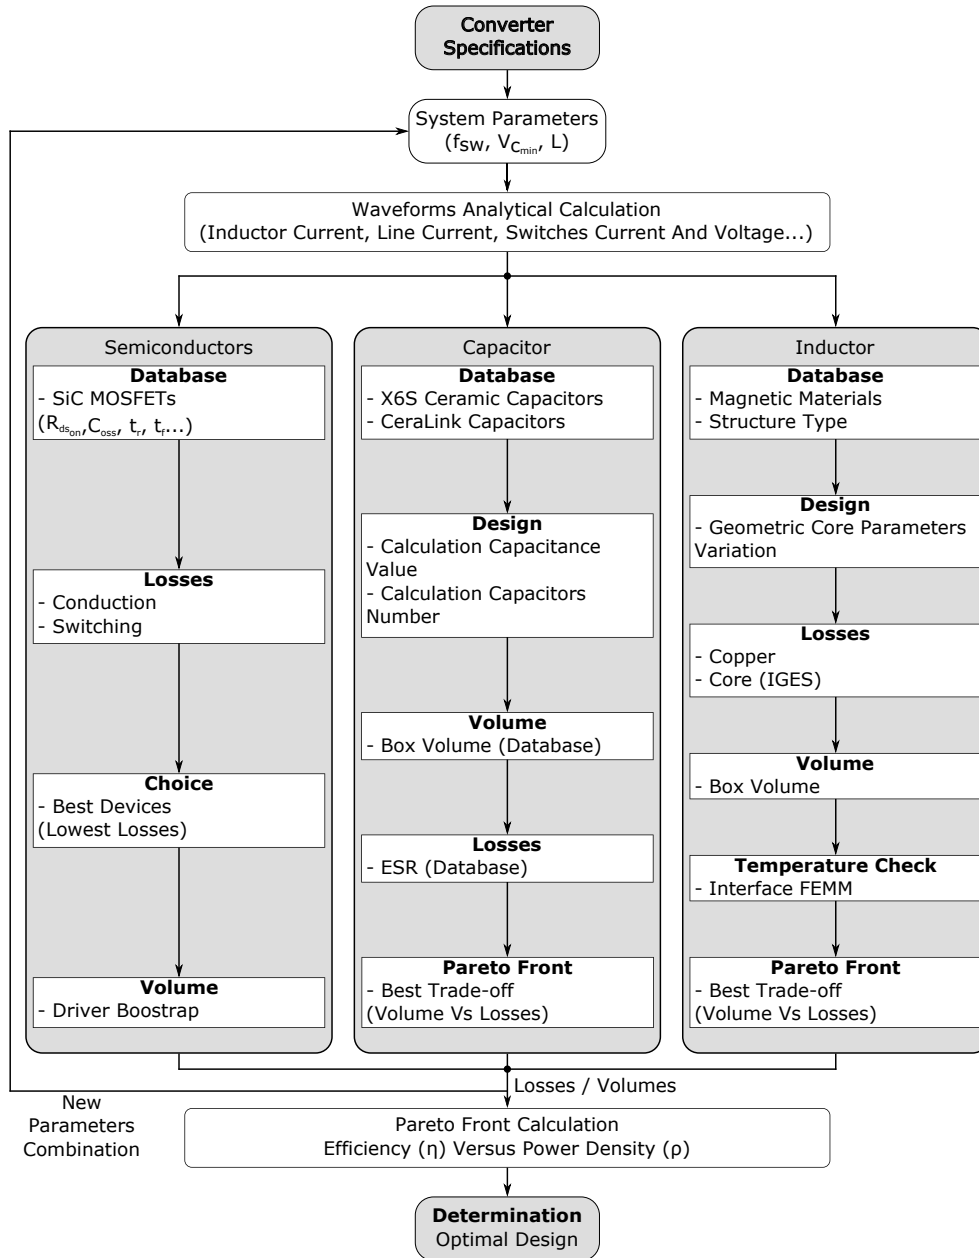 Converter
Specifications
System Parameters
(fsw, VCmin, L)
Waveforms Analytical Calculation
(Inductor Current, Line Current, Switches Current And Voltage...)
Semiconductors
Database
- SiC MOSFETs
(Rdson,Coss, tr, tf...)
Losses
- Conduction
- Switching
Choice
- Best Devices
(Lowest Losses)
Volume
- Driver Boostrap
Capacitor
Database
- X6S Ceramic Capacitors
- CeraLink Capacitors
Design
- Calculation Capacitance
Value
- Calculation Capacitors
Number
Volume
- Box Volume (Database)
Losses
- ESR (Database)
Pareto Front
- Best Trade-off
(Volume Vs Losses)
Inductor
Database
- Magnetic Materials
- Structure Type
Design
- Geometric Core Parameters
Variation
Losses
- Copper
- Core (IGES)
Volume
- Box Volume
Temperature Check
- Interface FEMM
Pareto Front
- Best Trade-off
(Volume Vs Losses)
Losses / Volumes
New
Parameters
Combination
Pareto Front Calculation
Efficiency (η) Versus Power Density (ρ)
Determination
Optimal Design